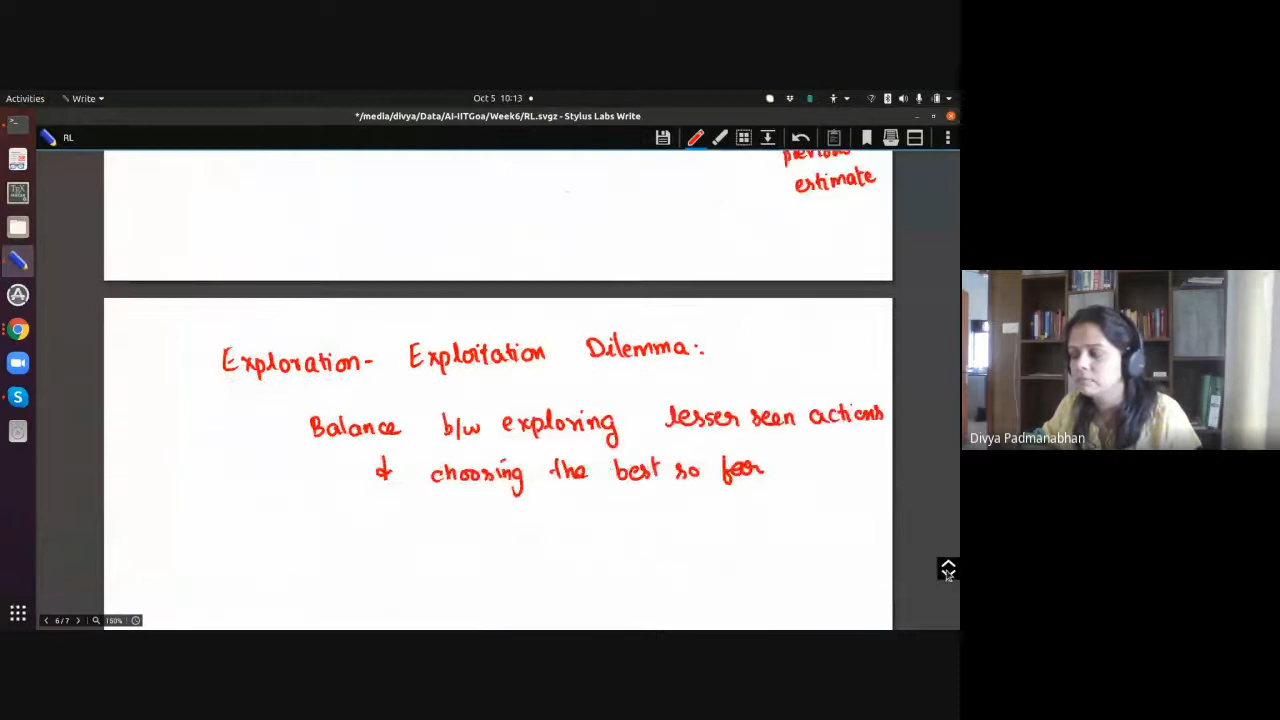 Activities
Write
Oct 5 10:13
*/media/divya/Data/AI-IITGoa/Week6/RL.svgz - Stylus Labs Write
RL
previous
estimate
Exploration- Exploitation Dilemma:
Balance b/w exploring lesser seen actions
& choosing the best so far
Divya Padmanabhan
6/7
150%